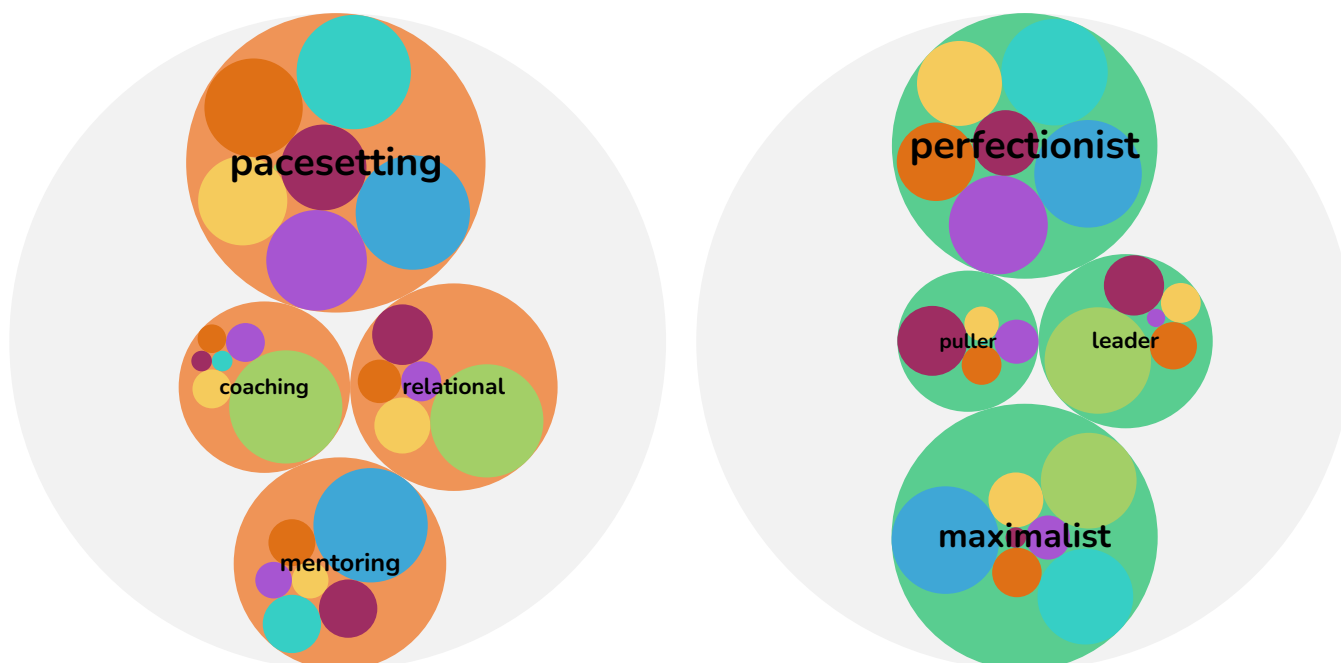 pacesetting
coaching
relational
mentoring
perfectionist
puller
leader
maximalist